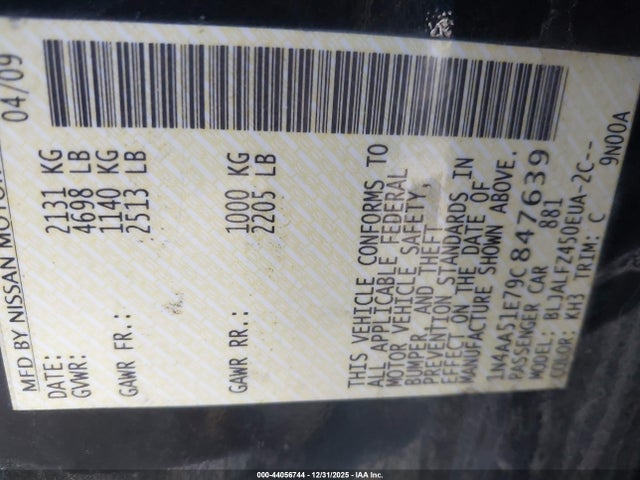 MFD BY NISSAN MOTOR
DATE: 04/09
GVWR: 2131 KG
4698 LB
GAWR FR.: 1140 KG
2513 LB
GAWR RR.: 1000 KG
2205 LB
THIS VEHICLE CONFORMS TO
ALL APPLICABLE FEDERAL
MOTOR VEHICLE SAFETY,
BUMPER AND THEFT
PREVENTION STANDARDS IN
EFFECT ON THE DATE OF
MANUFACTURE SHOWN ABOVE.
1N4AA51E79C847639
PASSENGER CAR 881
MODEL: BLJALFZ450EUA-2C--
COLOR: KH3 TRIM: C 9N00A
000-44056744 - 12/31/2025 - IAA Inc.